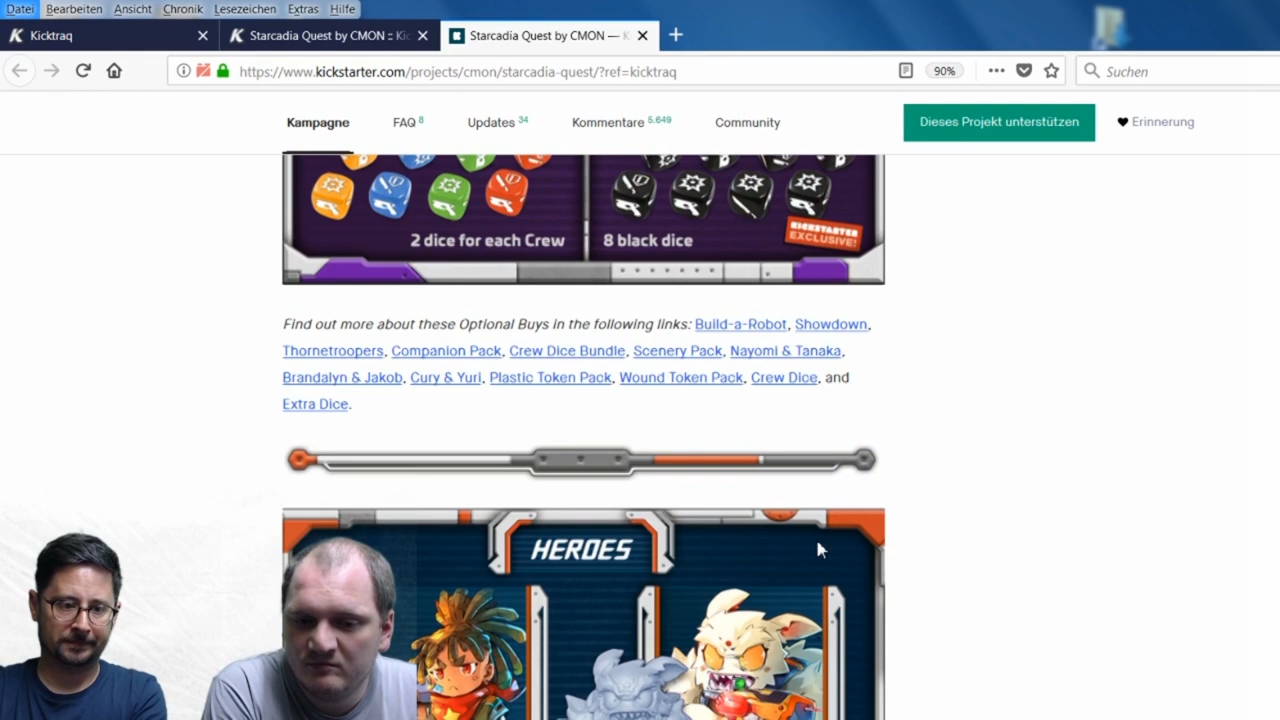 Datei Bearbeiten Ansicht Chronik Lesezeichen Extras Hilfe
Kicktraq
Starcadia Quest by CMON :: Kic
Starcadia Quest by CMON — K
https://www.kickstarter.com/projects/cmon/starcadia-quest/?ref=kicktraq
90%
Suchen
Kampagne
FAQ 8
Updates 34
Kommentare 5.649
Community
Dieses Projekt unterstützen
Erinnerung
2 dice for each Crew
8 black dice
KICKSTARTER
EXCLUSIVE!
Find out more about these Optional Buys in the following links: Build-a-Robot, Showdown,
Thornetroopers, Companion Pack, Crew Dice Bundle, Scenery Pack, Nayomi & Tanaka,
Brandalyn & Jakob, Cury & Yuri, Plastic Token Pack, Wound Token Pack, Crew Dice, and
Extra Dice.
HEROES